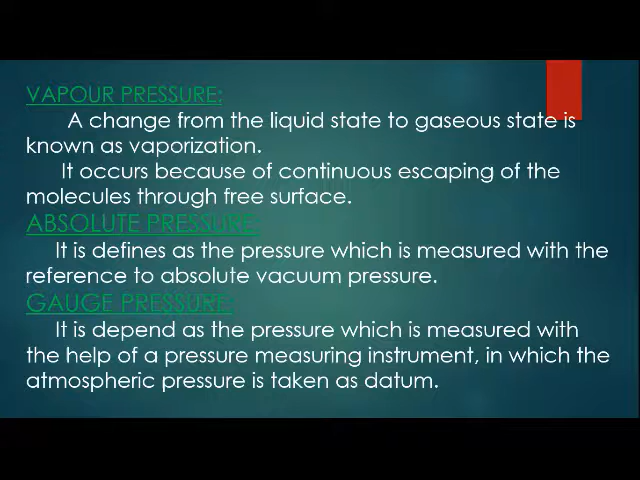 VAPOUR PRESSURE:
A change from the liquid state to gaseous state is
known as vaporization.
It occurs because of continuous escaping of the
molecules through free surface.
ABSOLUTE PRESSURE:
It is defines as the pressure which is measured with the
reference to absolute vacuum pressure.
GAUGE PRESSURE:
It is depend as the pressure which is measured with
the help of a pressure measuring instrument, in which the
atmospheric pressure is taken as datum.